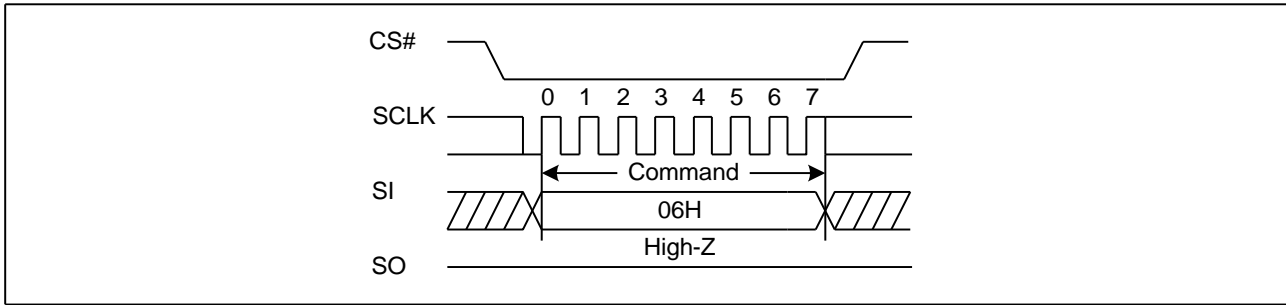 CS#
0 1 2 3 4 5 6 7
SCLK
Command
SI
06H
High-Z
SO